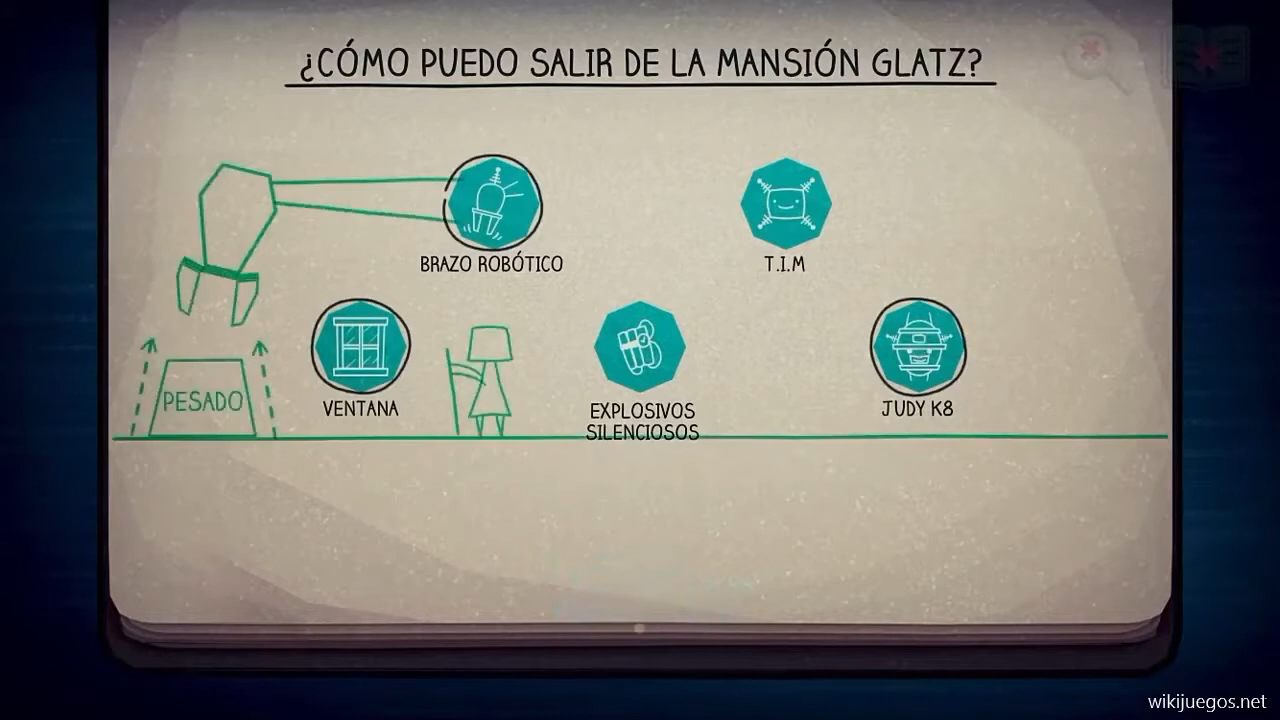 ¿CÓMO PUEDO SALIR DE LA MANSIÓN GLATZ?
BRAZO ROBÓTICO
T.I.M
PESADO
VENTANA
EXPLOSIVOS
SILENCIOSOS
JUDY K8
wikijuegos.net